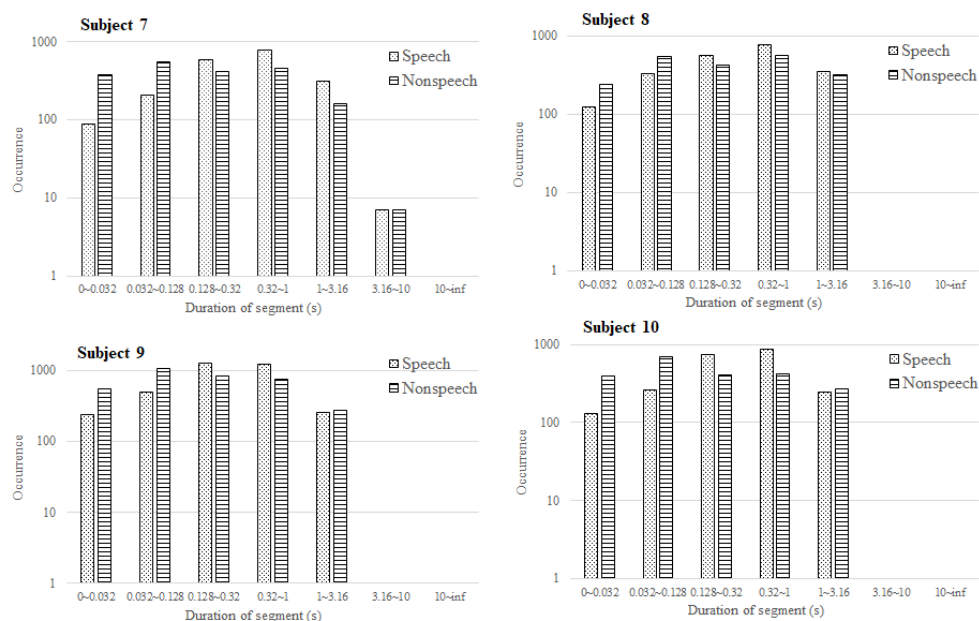 Subject 7
1000
100
10
1
Occurrence
Speech
Nonspeech
0~0.032 0.032~0.128 0.128~0.32 0.32~1 1~3.16 3.16~10 10~inf
Duration of segment (s)
Subject 8
1000
100
10
1
Occurrence
Speech
Nonspeech
0~0.032 0.032~0.128 0.128~0.32 0.32~1 1~3.16 3.16~10 10~inf
Duration of segment (s)
Subject 9
1000
100
10
1
Occurrence
Speech
Nonspeech
0~0.032 0.032~0.128 0.128~0.32 0.32~1 1~3.16 3.16~10 10~inf
Duration of segment (s)
Subject 10
1000
100
10
1
Occurrence
Speech
Nonspeech
0~0.032 0.032~0.128 0.128~0.32 0.32~1 1~3.16 3.16~10 10~inf
Duration of segment (s)